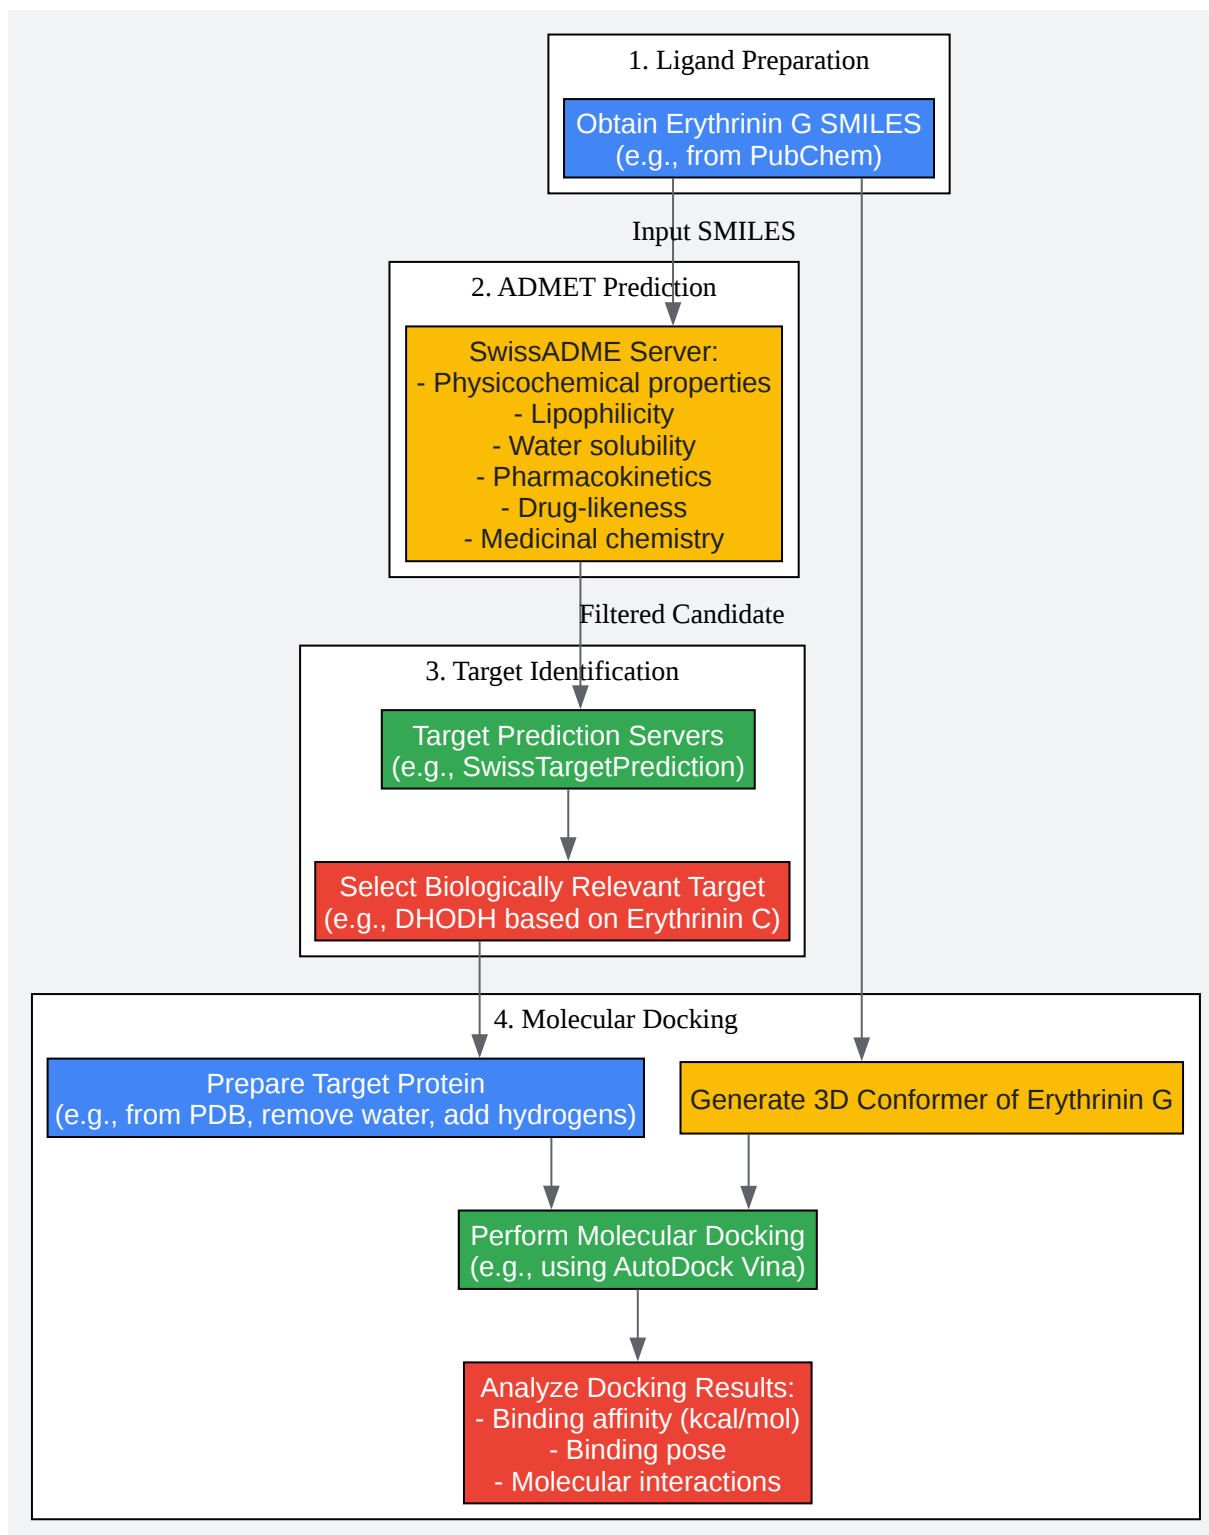 1. Ligand Preparation
Obtain Erythrinin G SMILES
(e.g., from PubChem)
Input SMILES
2. ADMET Prediction
SwissADME Server:
- Physicochemical properties
- Lipophilicity
- Water solubility
- Pharmacokinetics
- Drug-likeness
- Medicinal chemistry
Filtered Candidate
3. Target Identification
Target Prediction Servers
(e.g., SwissTargetPrediction)
Select Biologically Relevant Target
(e.g., DHODH based on Erythrinin C)
4. Molecular Docking
Prepare Target Protein
(e.g., from PDB, remove water, add hydrogens)
Generate 3D Conformer of Erythrinin G
Perform Molecular Docking
(e.g., using AutoDock Vina)
Analyze Docking Results:
- Binding affinity (kcal/mol)
- Binding pose
- Molecular interactions